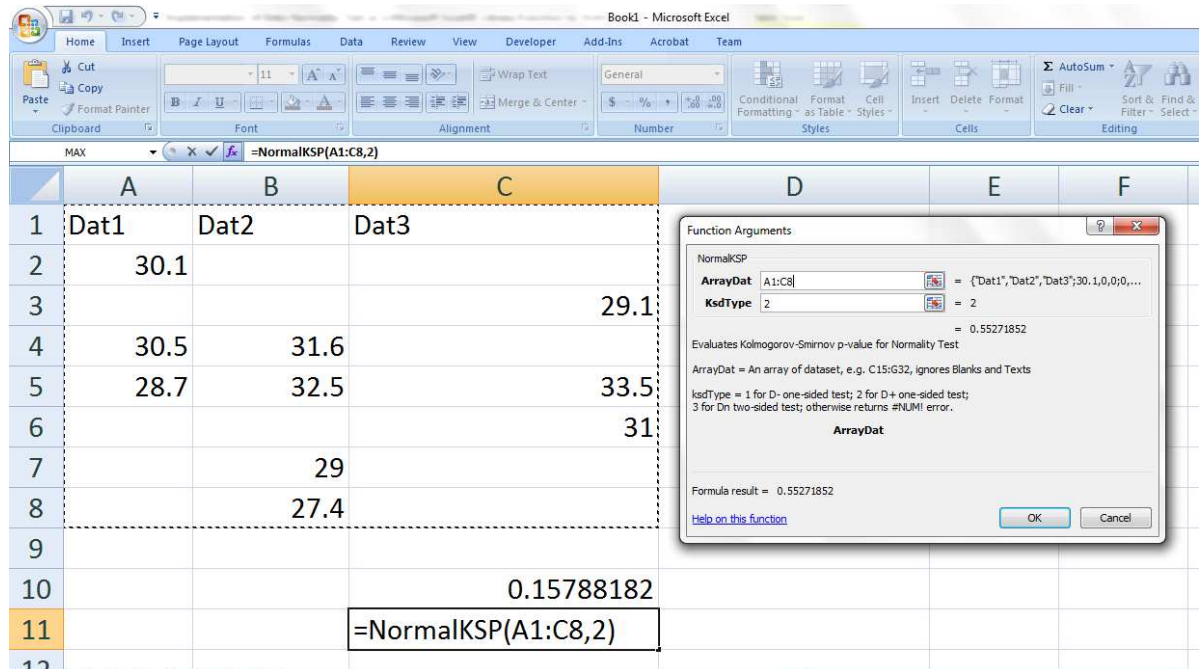 Book1 - Microsoft Excel
Home Insert Page Layout Formulas Data Review View Developer Add-Ins Acrobat Team
Paste
Cut
Copy
Format Painter
Clipboard
11 A A
B I U A
Font
Wrap Text
Merge & Center
Alignment
General
$ % ,
Number
Conditional Formatting
Format as Table
Cell Styles
Styles
Insert Delete Format
Cells
Σ AutoSum
Fill
Clear
Sort & Filter
Find & Select
Editing
MAX fx =NormalKSP(A1:C8,2)
A B C D E F
1 Dat1 Dat2 Dat3
2 30.1
3 29.1
4 30.5 31.6
5 28.7 32.5 33.5
6 31
7 29
8 27.4
9
10 0.15788182
11 =NormalKSP(A1:C8,2)
12
Function Arguments
NormalKSP
ArrayDat A1:C8 = {"Dat1","Dat2","Dat3";30.1,0,0;0,...
KsdType 2 = 2
= 0.55271852
Evaluates Kolmogorov-Smirnov p-value for Normality Test
ArrayDat = An array of dataset, e.g. C15:G32, ignores Blanks and Texts
ksdType = 1 for D- one-sided test; 2 for D+ one-sided test;
3 for Dn two-sided test; otherwise returns #NUM! error.
ArrayDat
Formula result = 0.55271852
Help on this function
OK Cancel